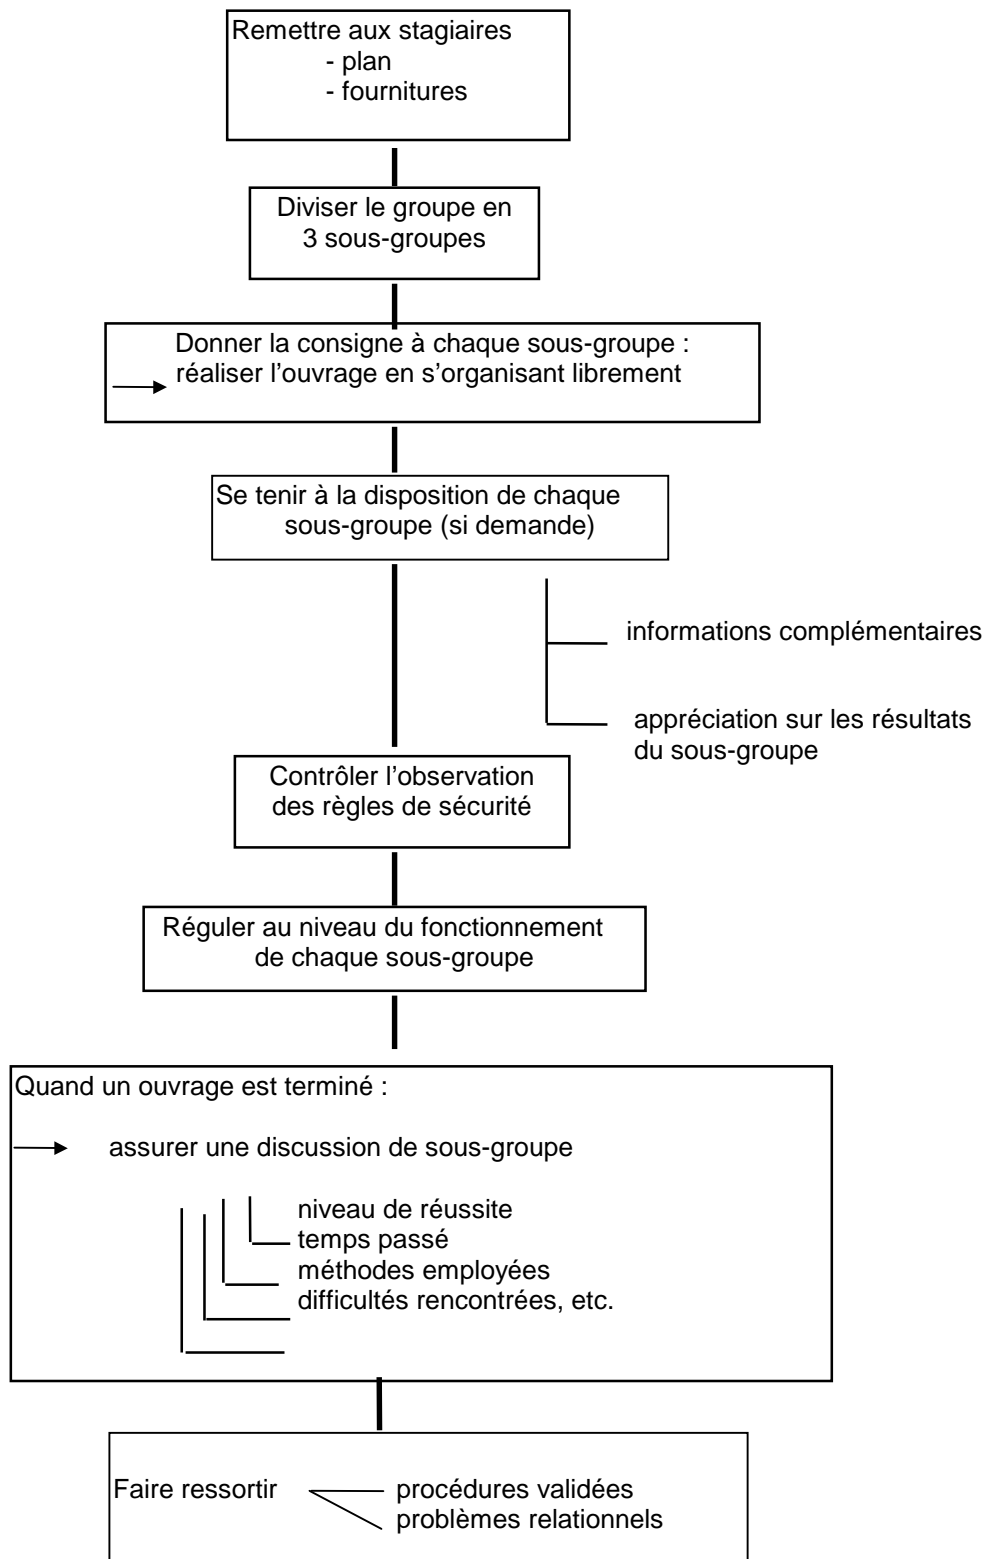 Remettre aux stagiaires
- plan
- fournitures
Diviser le groupe en
3 sous-groupes
Donner la consigne à chaque sous-groupe :
réaliser l’ouvrage en s’organisant librement
Se tenir à la disposition de chaque
sous-groupe (si demande)
informations complémentaires
appréciation sur les résultats
du sous-groupe
Contrôler l’observation
des règles de sécurité
Réguler au niveau du fonctionnement
de chaque sous-groupe
Quand un ouvrage est terminé :
assurer une discussion de sous-groupe
niveau de réussite
temps passé
méthodes employées
difficultés rencontrées, etc.
Faire ressortir procédures validées
problèmes relationnels